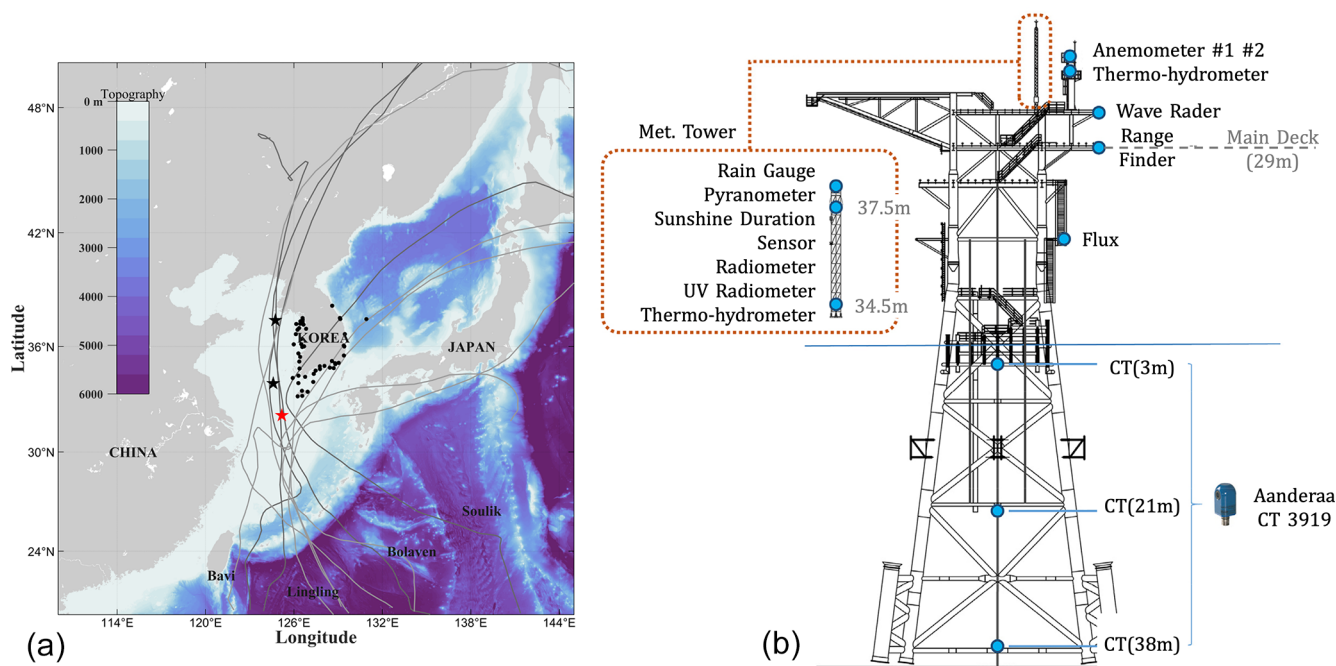 Topography
0 m
1000
2000
3000
4000
5000
6000
48°N
42°N
36°N
30°N
24°N
Latitude
114°E
120°E
126°E
132°E
138°E
144°E
Longitude
KOREA
JAPAN
CHINA
Soulik
Bolaven
Bavi
Lingling
(a)
Anemometer #1 #2
Thermo-hydrometer
Wave Rader
Range
Finder
Main Deck
(29m)
Met. Tower
Rain Gauge
Pyranometer
Sunshine Duration
Sensor
Radiometer
UV Radiometer
Thermo-hydrometer
37.5m
34.5m
Flux
CT(3m)
CT(21m)
CT(38m)
Aanderaa
CT 3919
(b)